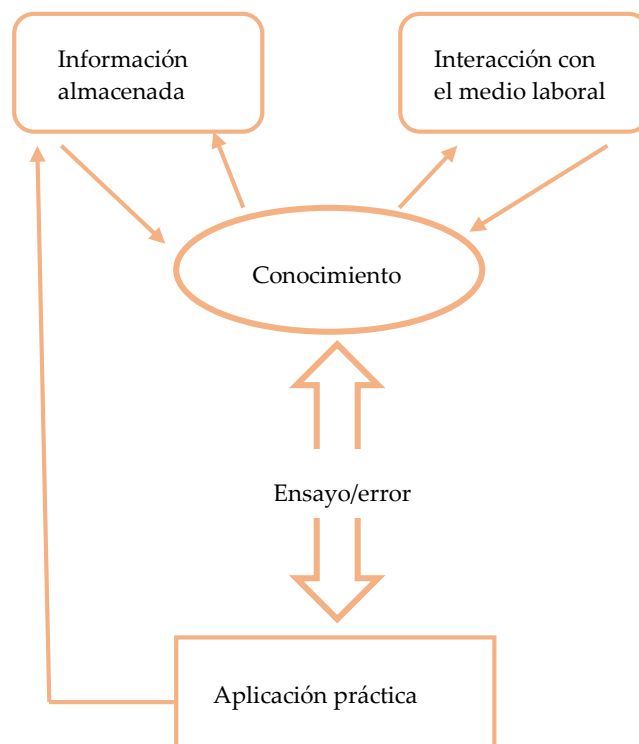 Información
almacenada
Interacción con
el medio laboral
Conocimiento
Ensayo/error
Aplicación práctica